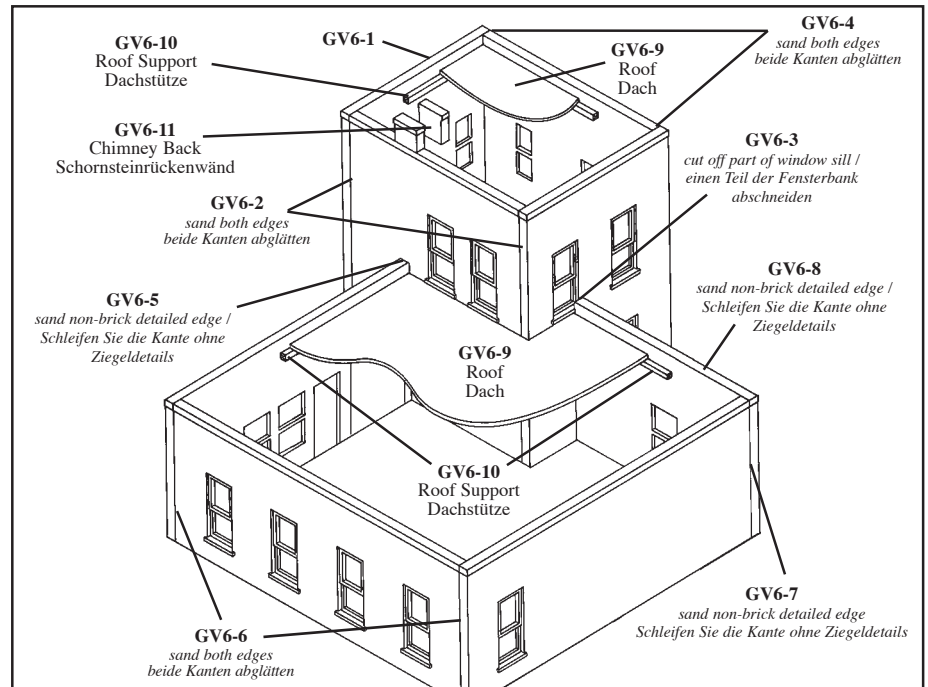 GV6-10
Roof Support
Dachstütze
GV6-1
GV6-9
Roof
Dach
GV6-4
sand both edges
beide Kanten abglätten
GV6-11
Chimney Back
Schornsteinrückenwänd
GV6-3
cut off part of window sill /
einen Teil der Fensterbank
abschneiden
GV6-2
sand both edges
beide Kanten abglätten
GV6-5
sand non-brick detailed edge /
Schleifen Sie die Kante ohne
Ziegeldetails
GV6-8
sand non-brick detailed edge /
Schleifen Sie die Kante ohne
Ziegeldetails
GV6-9
Roof
Dach
GV6-10
Roof Support
Dachstütze
GV6-7
sand non-brick detailed edge
Schleifen Sie die Kante ohne Ziegeldetails
GV6-6
sand both edges
beide Kanten abglätten